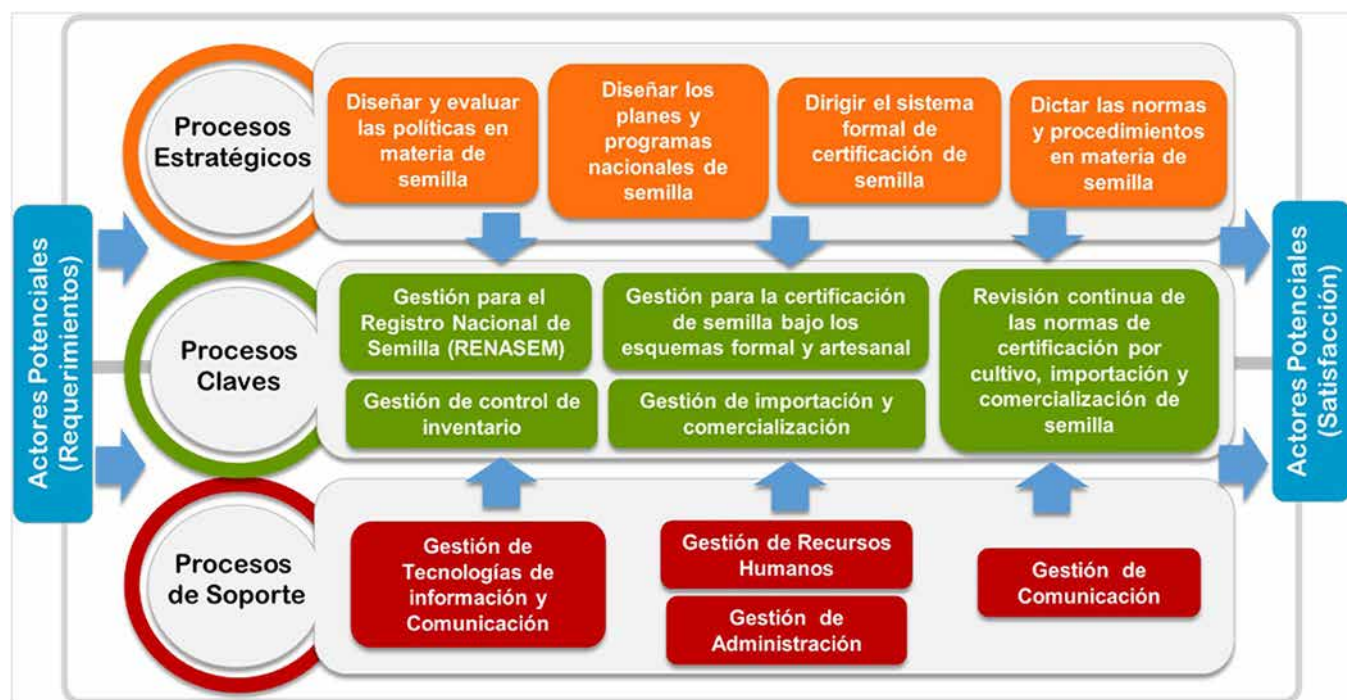 Actores Potenciales
(Requerimientos)
Procesos
Estratégicos
Diseñar y evaluar
las políticas en
materia de
semilla
Diseñar los
planes y
programas
nacionales de
semilla
Dirigir el sistema
formal de
certificación de
semilla
Dictar las normas
y procedimientos
en materia de
semilla
Procesos
Claves
Gestión para el
Registro Nacional de
Semilla (RENASEM)
Gestión de control de
inventario
Gestión para la certificación
de semilla bajo los
esquemas formal y artesanal
Gestión de importación y
comercialización
Revisión continua de
las normas de
certificación por
cultivo, importación y
comercialización de
semilla
Procesos
de Soporte
Gestión de
Tecnologías de
información y
Comunicación
Gestión de Recursos
Humanos
Gestión de
Administración
Gestión de
Comunicación
Actores Potenciales
(Satisfacción)